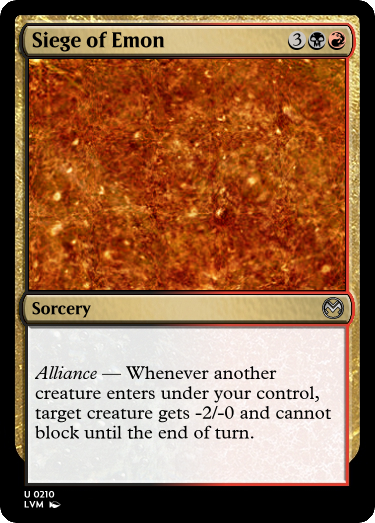 Siege of Emon 3
Sorcery
Alliance — Whenever another
creature enters under your control,
target creature gets -2/-0 and cannot
block until the end of turn.
U 0210
LVM